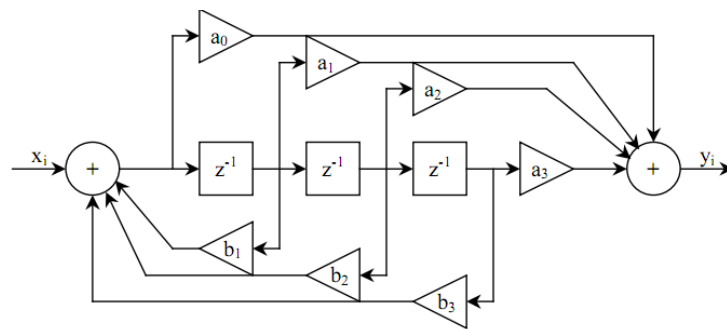 a₀
a₁
a₂
xᵢ + z⁻¹ z⁻¹ z⁻¹ a₃ + yᵢ
b₁
b₂
b₃